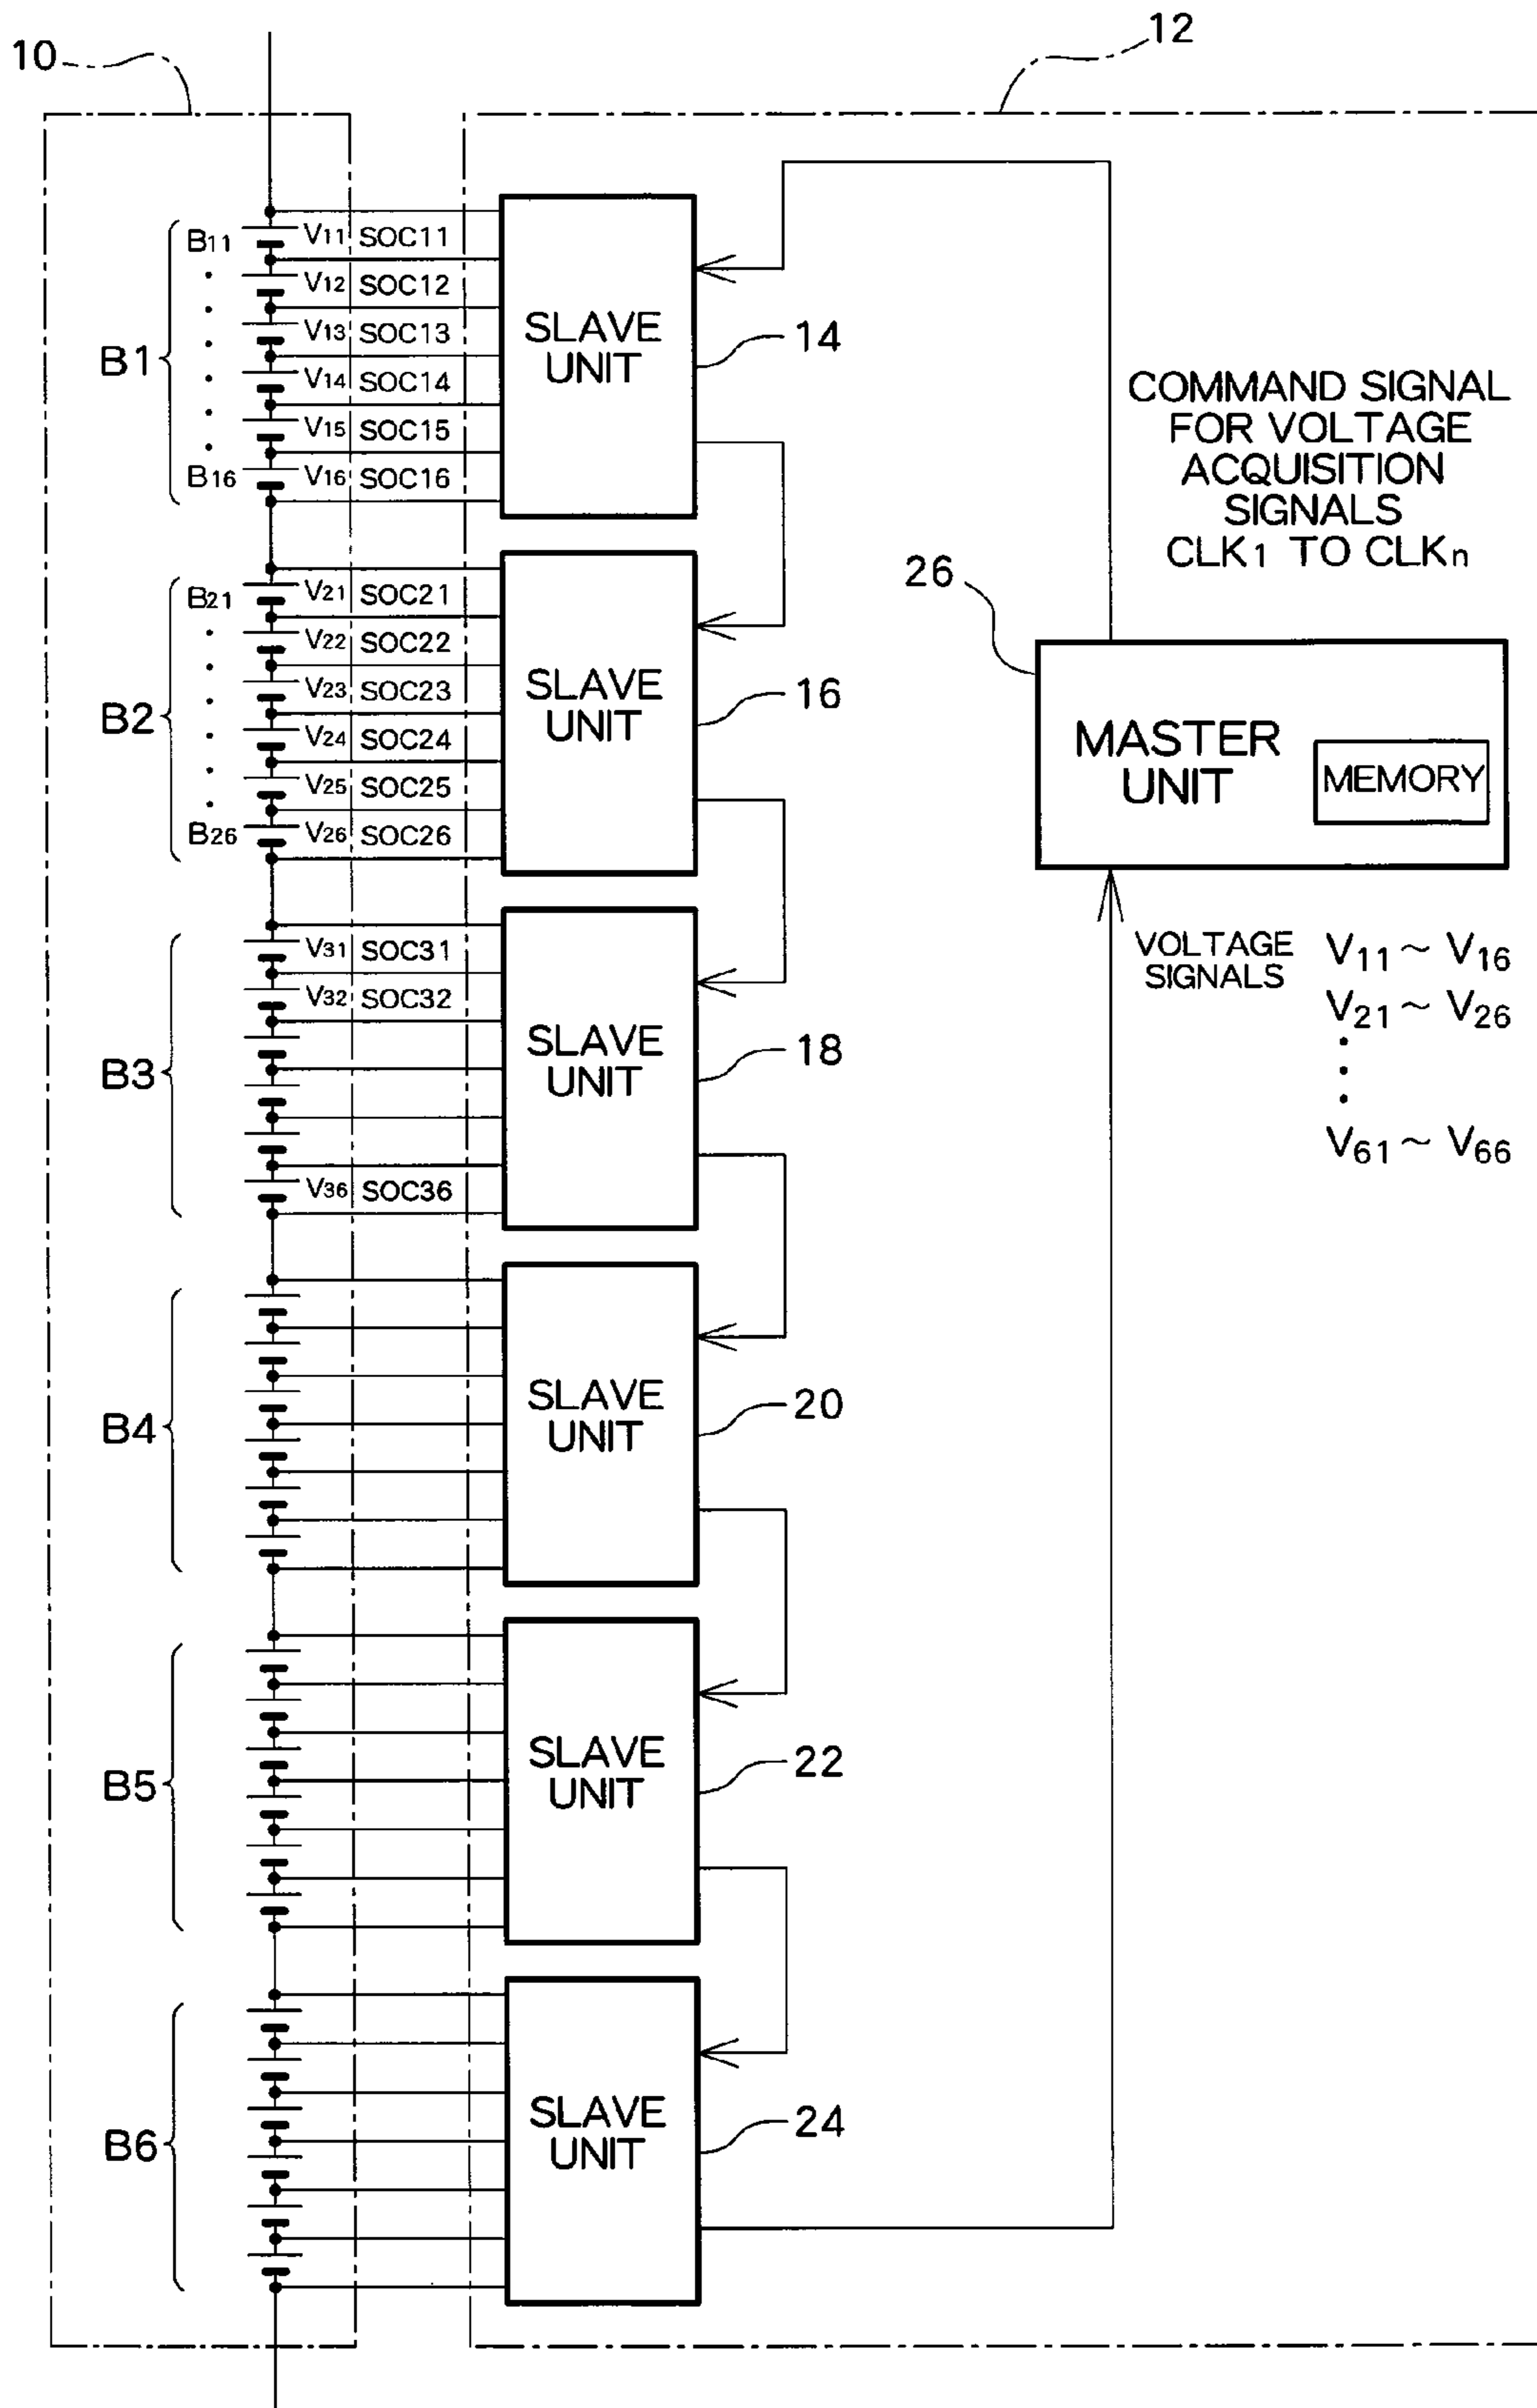 10
12
B11
V11 SOC11
V12 SOC12
V13 SOC13
V14 SOC14
V15 SOC15
B16
V16 SOC16
B1
SLAVE
UNIT
14
COMMAND SIGNAL
FOR VOLTAGE
ACQUISITION
SIGNALS
CLK1 TO CLKn
B21
V21 SOC21
V22 SOC22
V23 SOC23
V24 SOC24
V25 SOC25
B26
V26 SOC26
B2
SLAVE
UNIT
16
26
MASTER
UNIT
MEMORY
VOLTAGE
SIGNALS
V11 ~ V16
V21 ~ V26
V61 ~ V66
V31 SOC31
V32 SOC32
V36 SOC36
B3
SLAVE
UNIT
18
B4
SLAVE
UNIT
20
B5
SLAVE
UNIT
22
B6
SLAVE
UNIT
24